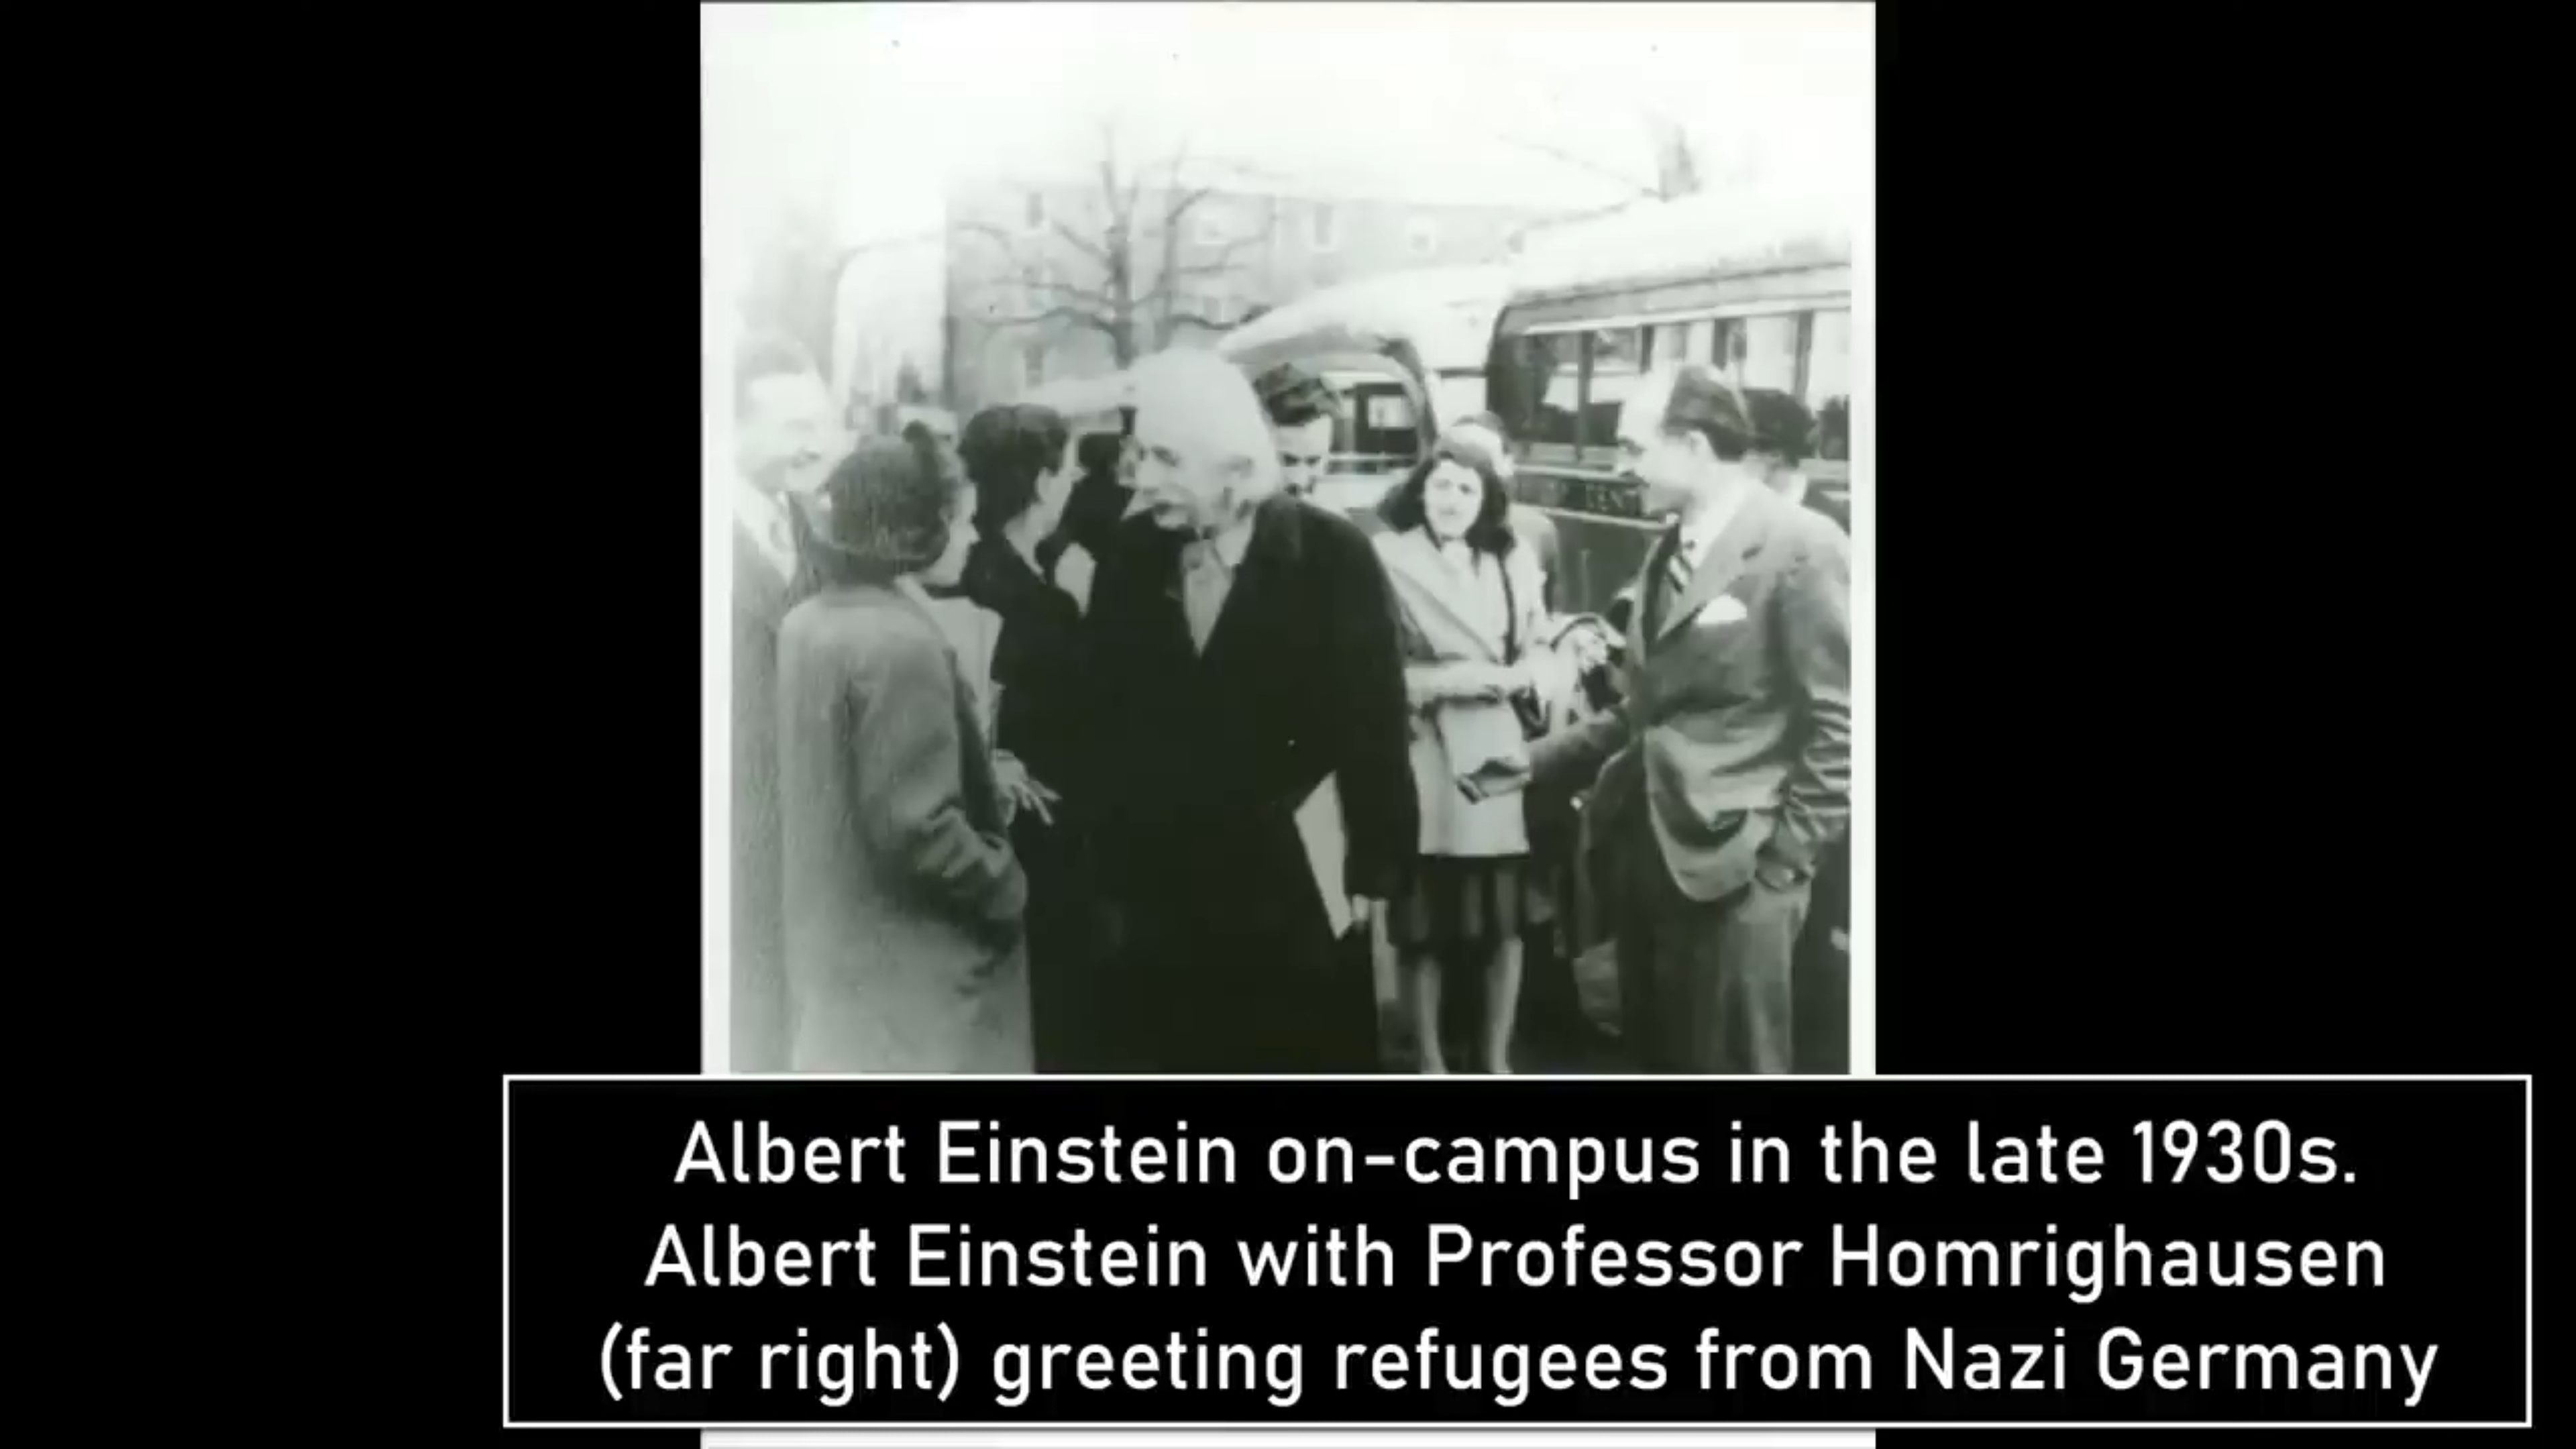 Albert Einstein on-campus in the late 1930s.
Albert Einstein with Professor Homrighausen
(far right) greeting refugees from Nazi Germany